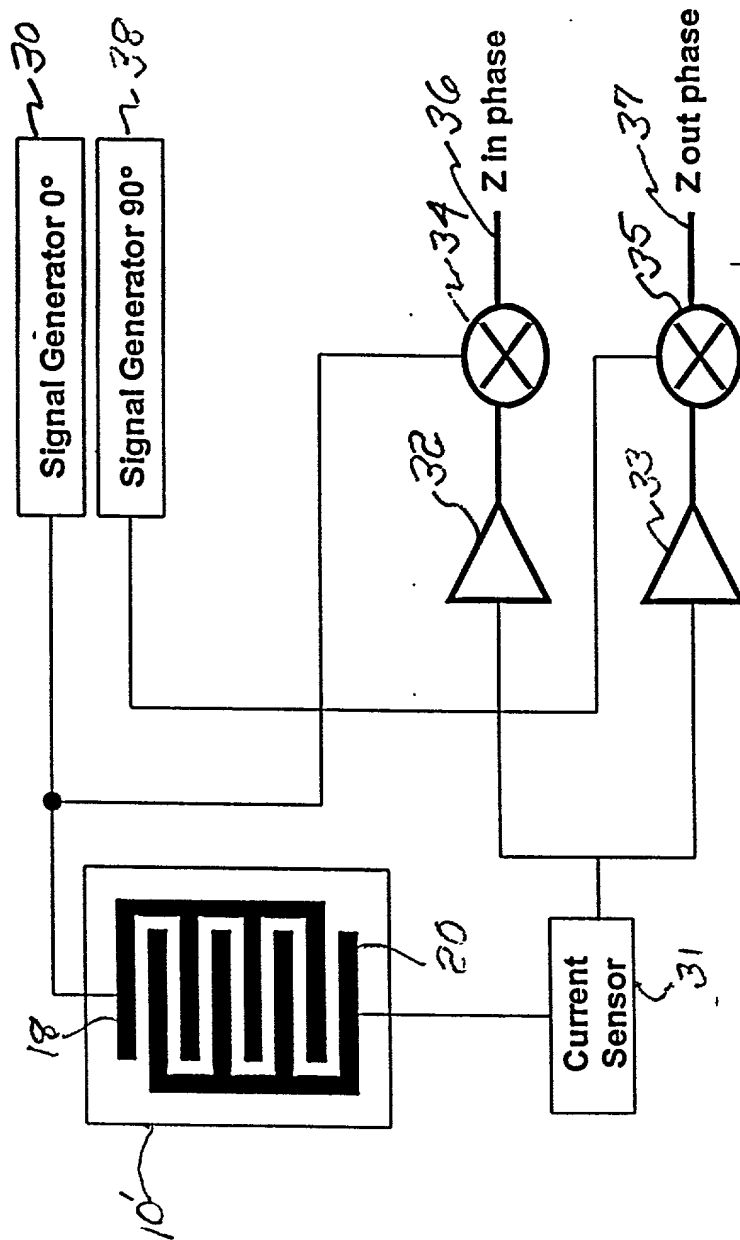 30
Signal Generator 0°
38
Signal Generator 90°
18
20
10'
32
34
36
Z in phase
33
35
37
Z out phase
Current
Sensor
31